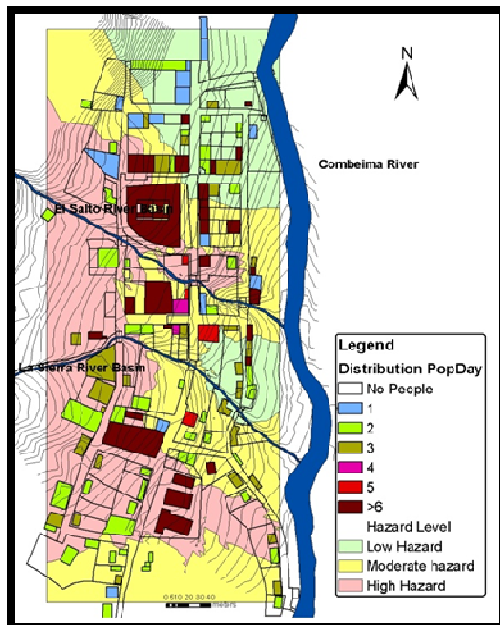 N
Combeima River
El Salto River Basin
La Sierra River Basin
Legend
Distribution PopDay
No People
1
2
3
4
5
>6
Hazard Level
Low Hazard
Moderate hazard
High Hazard
meters